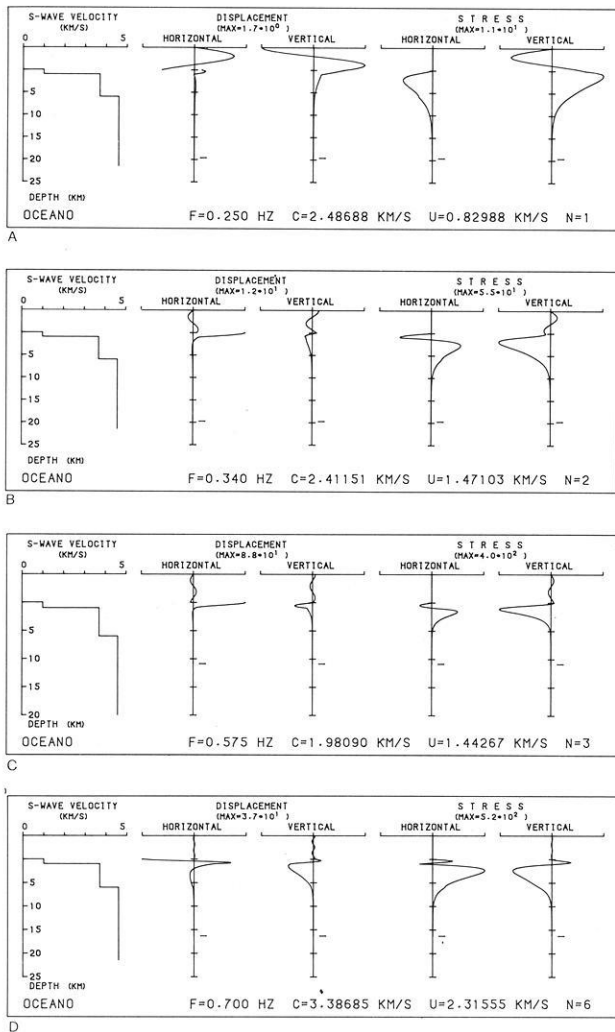 S-WAVE VELOCITY DISPLACEMENT STRESS
(KM/S) (MAX=1.7*10⁰ ) (MAX=1.1*10¹ )
0 5 HORIZONTAL VERTICAL HORIZONTAL VERTICAL
5
10
15
20
25
DEPTH (KM)
OCEANO F=0.250 HZ C=2.48688 KM/S U=0.82988 KM/S N=1
A
S-WAVE VELOCITY DISPLACEMENT STRESS
(KM/S) (MAX=1.2*10¹ ) (MAX=5.5*10¹ )
0 5 HORIZONTAL VERTICAL HORIZONTAL VERTICAL
0
5
10
15
20
25
DEPTH (KM)
OCEANO F=0.340 HZ C=2.41151 KM/S U=1.47103 KM/S N=2
B
S-WAVE VELOCITY DISPLACEMENT STRESS
(KM/S) (MAX=8.8*10¹ ) (MAX=4.0*10² )
0 5 HORIZONTAL VERTICAL HORIZONTAL VERTICAL
0
5
10
15
20
DEPTH (KM)
OCEANO F=0.575 HZ C=1.98090 KM/S U=1.44267 KM/S N=3
C
S-WAVE VELOCITY DISPLACEMENT STRESS
(KM/S) (MAX=3.7*10¹ ) (MAX=5.2*10² )
0 5 HORIZONTAL VERTICAL HORIZONTAL VERTICAL
0
5
10
15
20
25
DEPTH (KM)
OCEANO F=0.700 HZ C=3.38685 KM/S U=2.31555 KM/S N=6
D